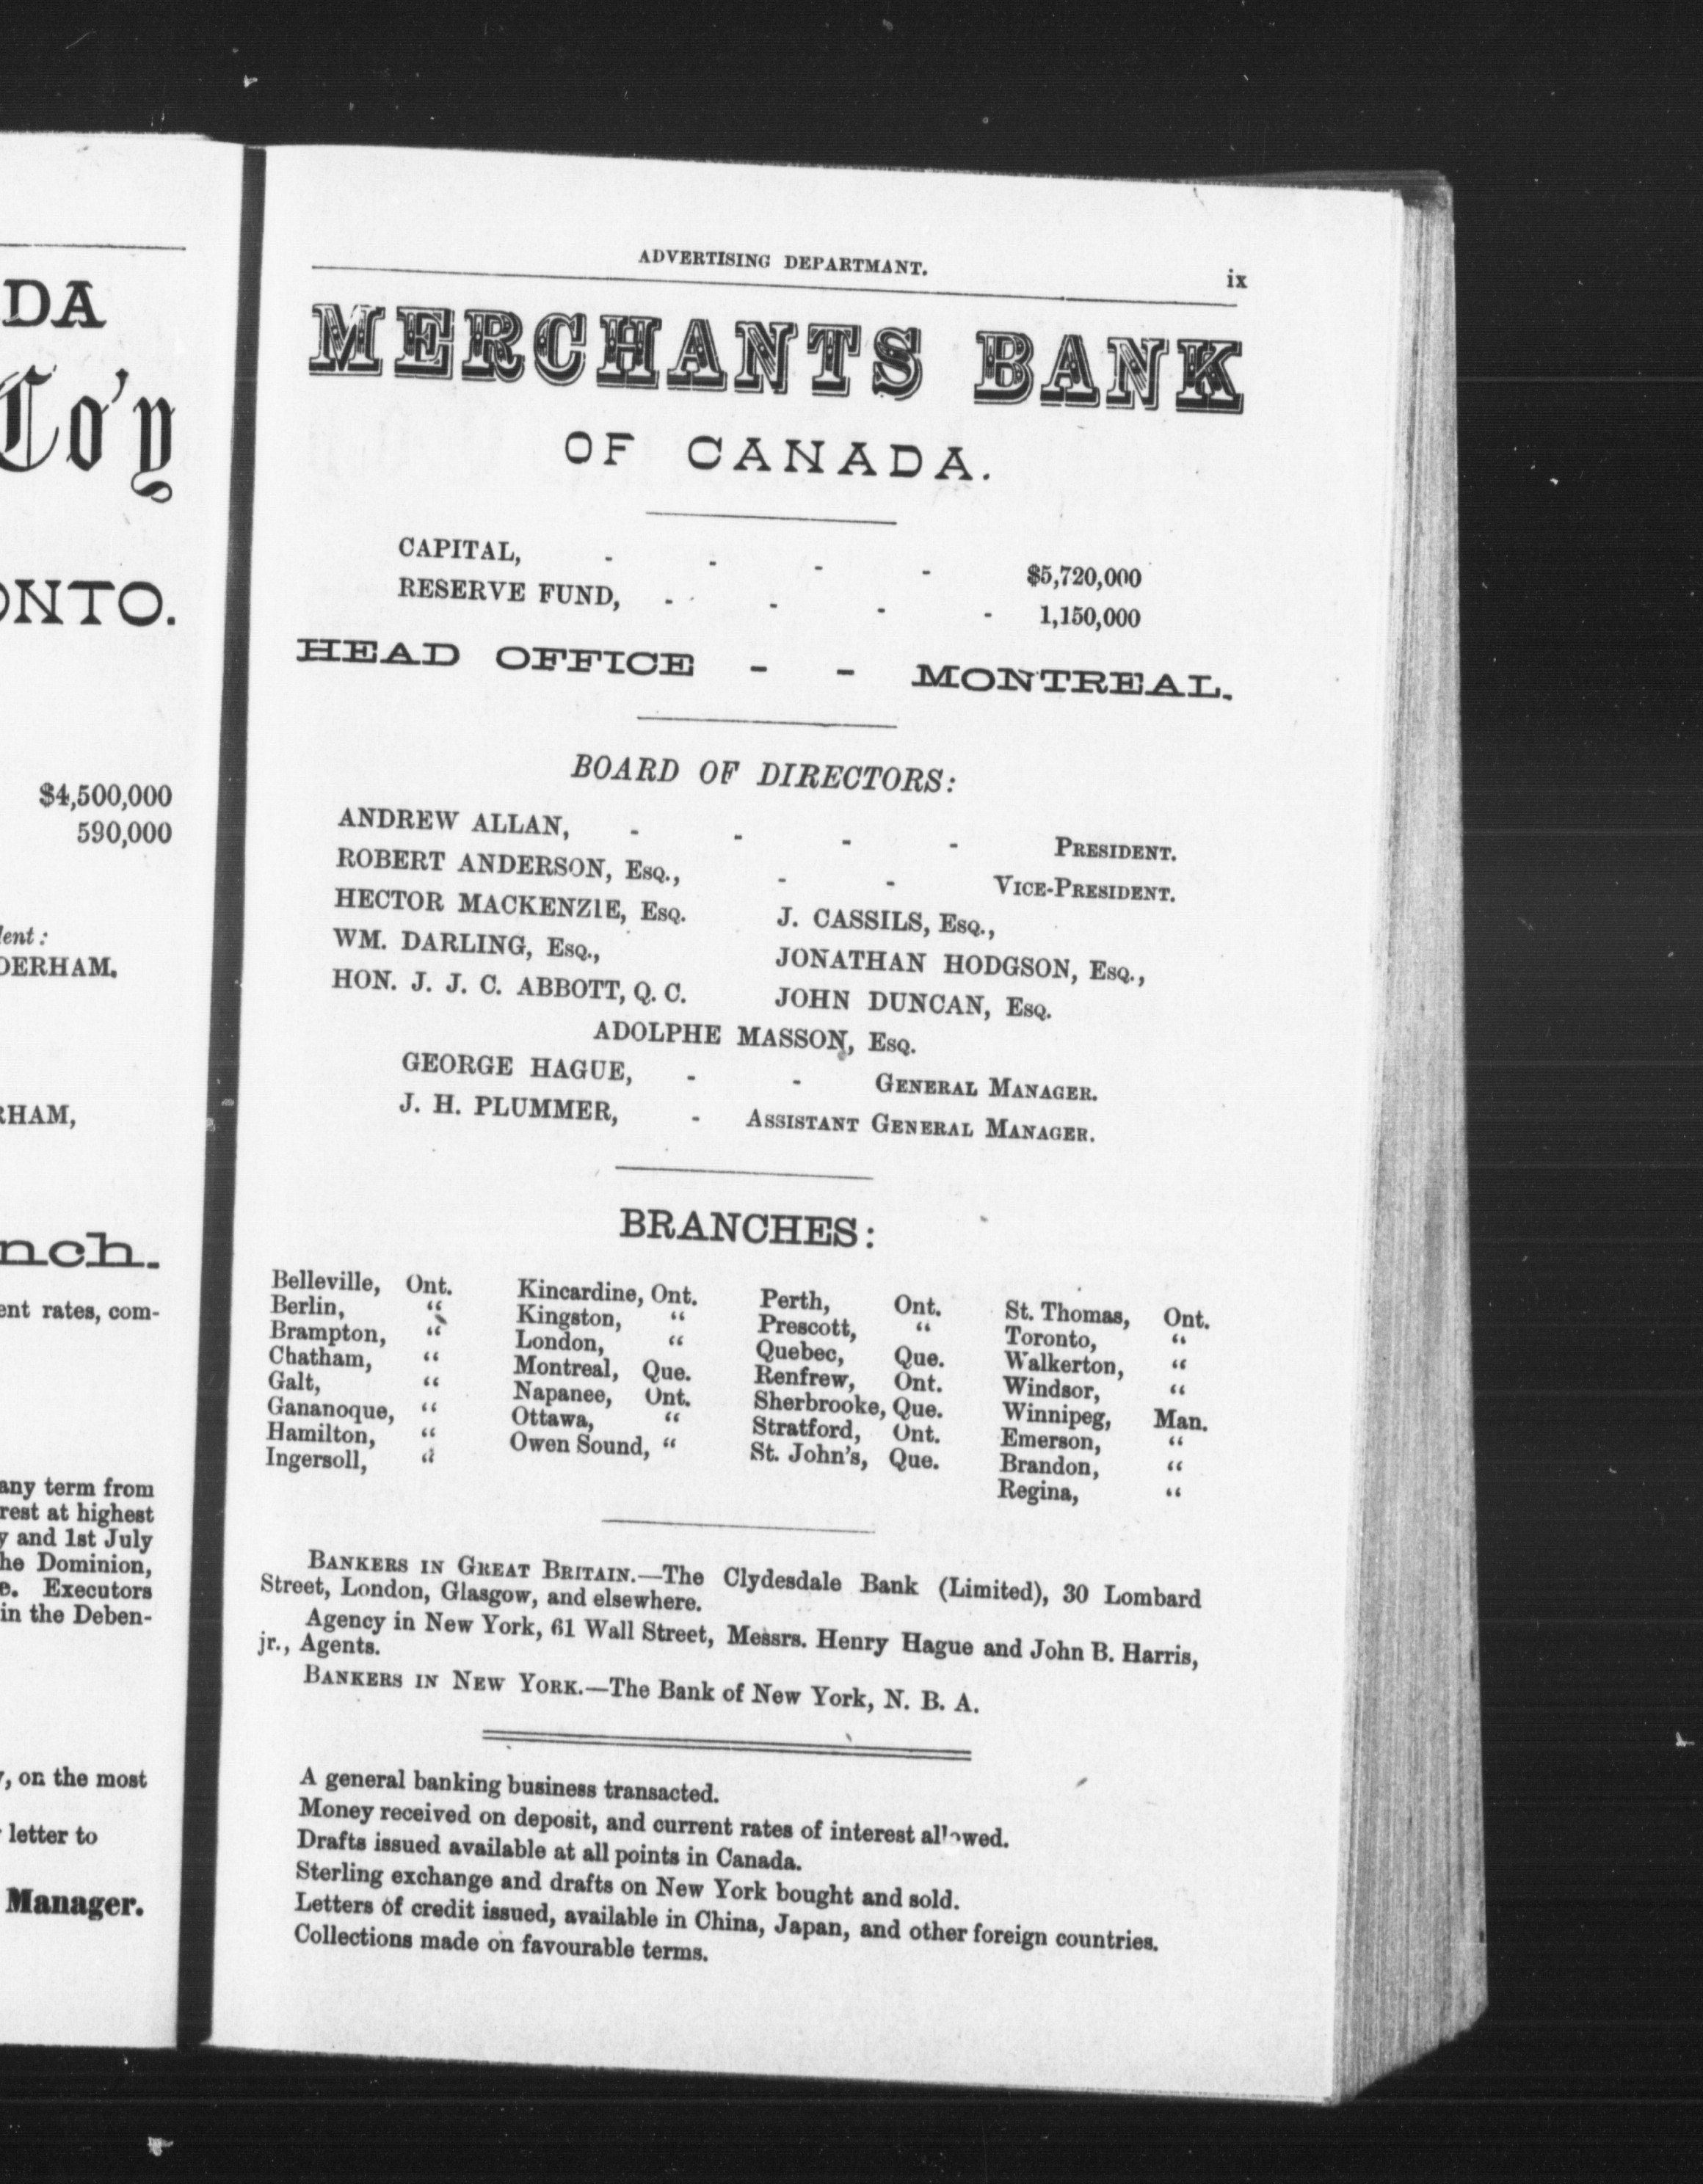 DA
Co'y
ONTO.
$4,500,000
590,000
lent:
DERHAM.
RHAM,
nch.
ent rates, com-
any term from
rest at highest
y and 1st July
he Dominion,
e. Executors
in the Deben-
, on the most
letter to
Manager.
ADVERTISING DEPARTMANT. ix
MERCHANTS BANK
OF CANADA.
CAPITAL, - - - - $5,720,000
RESERVE FUND, - - - - 1,150,000
HEAD OFFICE - - MONTREAL.
BOARD OF DIRECTORS:
ANDREW ALLAN, - - - - PRESIDENT.
ROBERT ANDERSON, ESQ., - - VICE-PRESIDENT.
HECTOR MACKENZIE, ESQ. J. CASSILS, ESQ.,
WM. DARLING, ESQ., JONATHAN HODGSON, ESQ.,
HON. J. J. C. ABBOTT, Q. C. JOHN DUNCAN, ESQ.
ADOLPHE MASSON, ESQ.
GEORGE HAGUE, - - GENERAL MANAGER.
J. H. PLUMMER, - ASSISTANT GENERAL MANAGER.
BRANCHES:
Belleville, Ont. Kincardine, Ont. Perth, Ont. St. Thomas, Ont.
Berlin, “ Kingston, “ Prescott, “ Toronto, “
Brampton, “ London, “ Quebec, Que. Walkerton, “
Chatham, “ Montreal, Que. Renfrew, Ont. Windsor, “
Galt, “ Napanee, Ont. Sherbrooke, Que. Winnipeg, Man.
Gananoque, “ Ottawa, “ Stratford, Ont. Emerson, “
Hamilton, “ Owen Sound, “ St. John's, Que. Brandon, “
Ingersoll, “ Regina, “
BANKERS IN GREAT BRITAIN.—The Clydesdale Bank (Limited), 30 Lombard
Street, London, Glasgow, and elsewhere.
Agency in New York, 61 Wall Street, Messrs. Henry Hague and John B. Harris,
jr., Agents.
BANKERS IN NEW YORK.—The Bank of New York, N. B. A.
A general banking business transacted.
Money received on deposit, and current rates of interest allowed.
Drafts issued available at all points in Canada.
Sterling exchange and drafts on New York bought and sold.
Letters of credit issued, available in China, Japan, and other foreign countries.
Collections made on favourable terms.